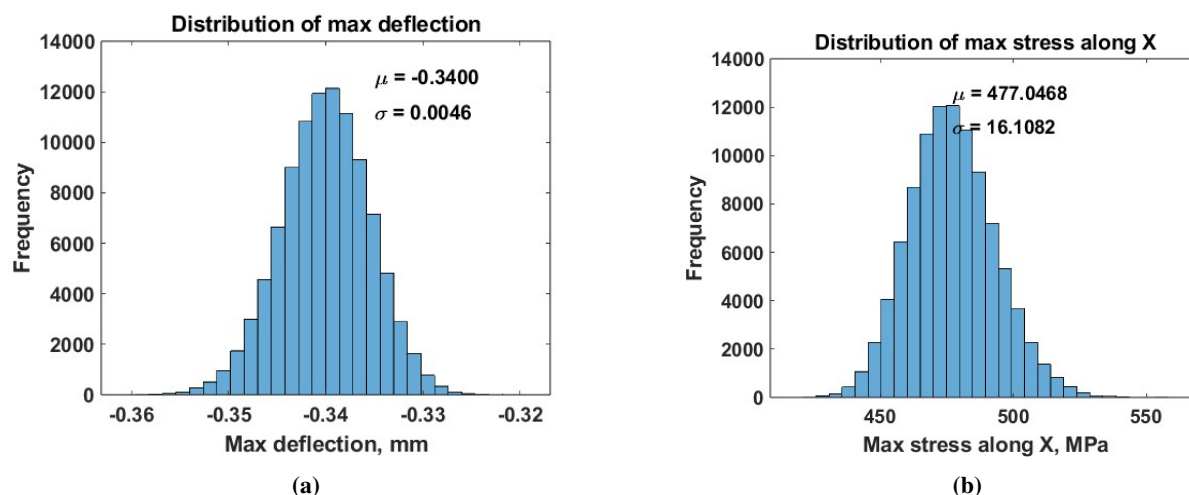 Distribution of max deflection
14000
12000
10000
8000
6000
4000
2000
0
Frequency
μ = -0.3400
σ = 0.0046
-0.36 -0.35 -0.34 -0.33 -0.32
Max deflection, mm
(a)
Distribution of max stress along X
14000
12000
10000
8000
6000
4000
2000
0
Frequency
μ = 477.0468
σ = 16.1082
450 500 550
Max stress along X, MPa
(b)